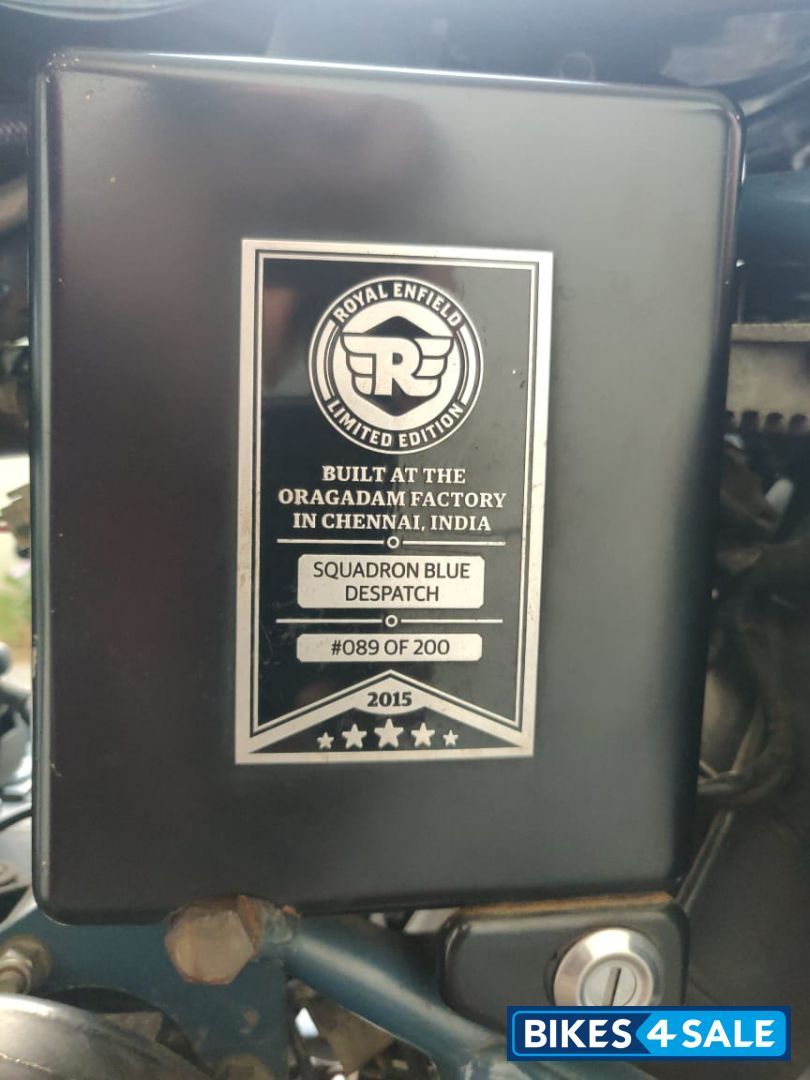 ROYAL ENFIELD
R
LIMITED EDITION
BUILT AT THE
ORAGADAM FACTORY
IN CHENNAI, INDIA
SQUADRON BLUE
DESPATCH
#089 OF 200
2015
BIKES4SALE